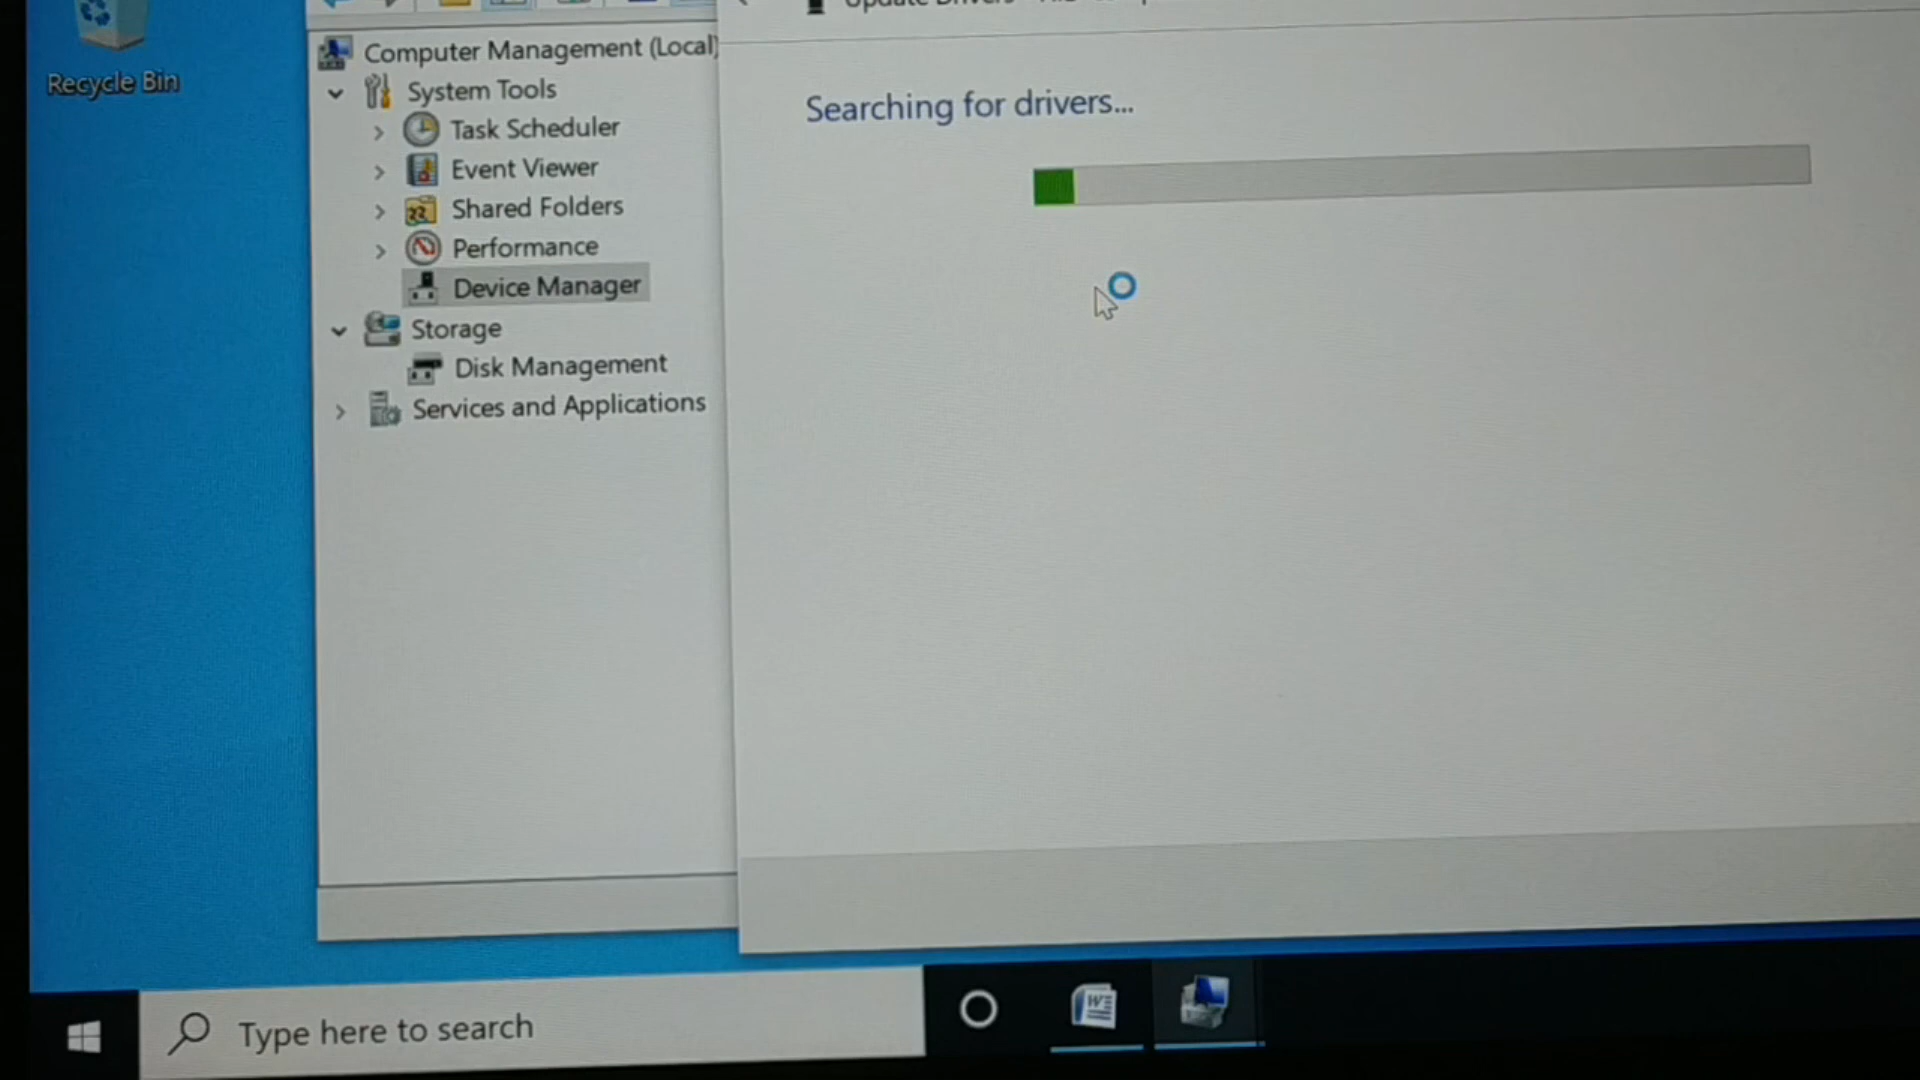 Recycle Bin
Computer Management (Local)
System Tools
Task Scheduler
Event Viewer
Shared Folders
Performance
Device Manager
Storage
Disk Management
Services and Applications
Update Drivers
Searching for drivers...
Type here to search